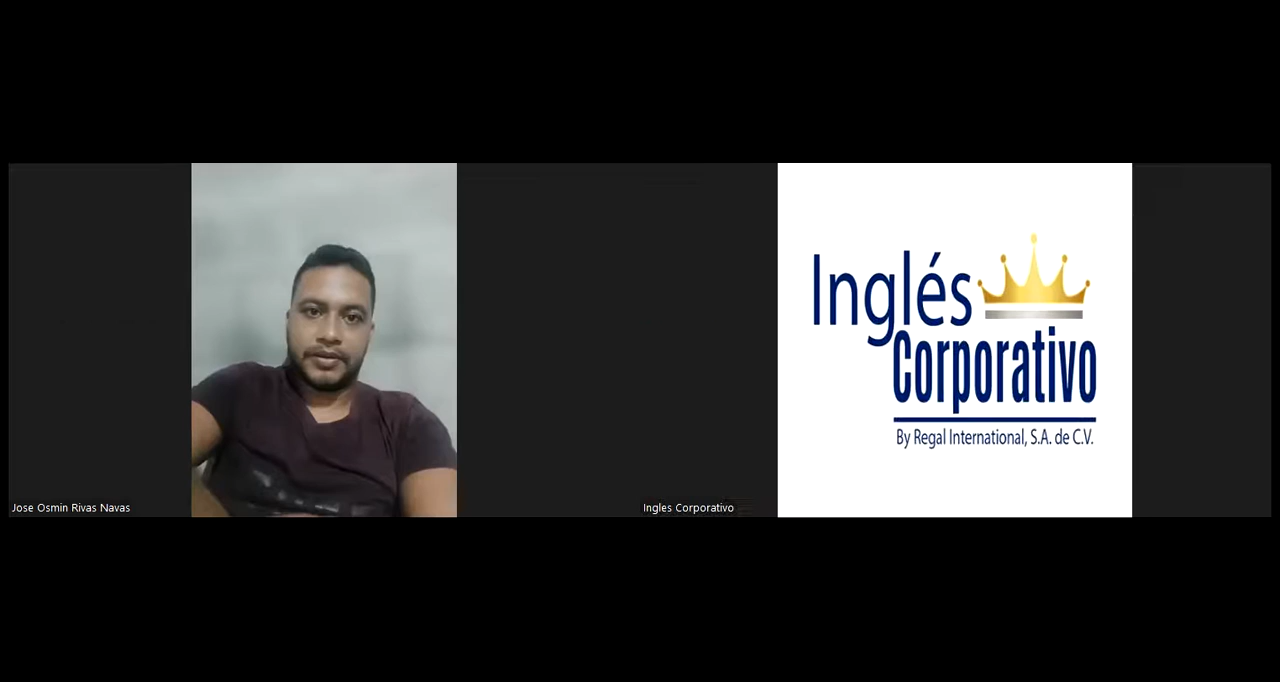 Inglés
Corporativo
By Regal International, S.A. de C.V.
Jose Osmin Rivas Navas
Ingles Corporativo